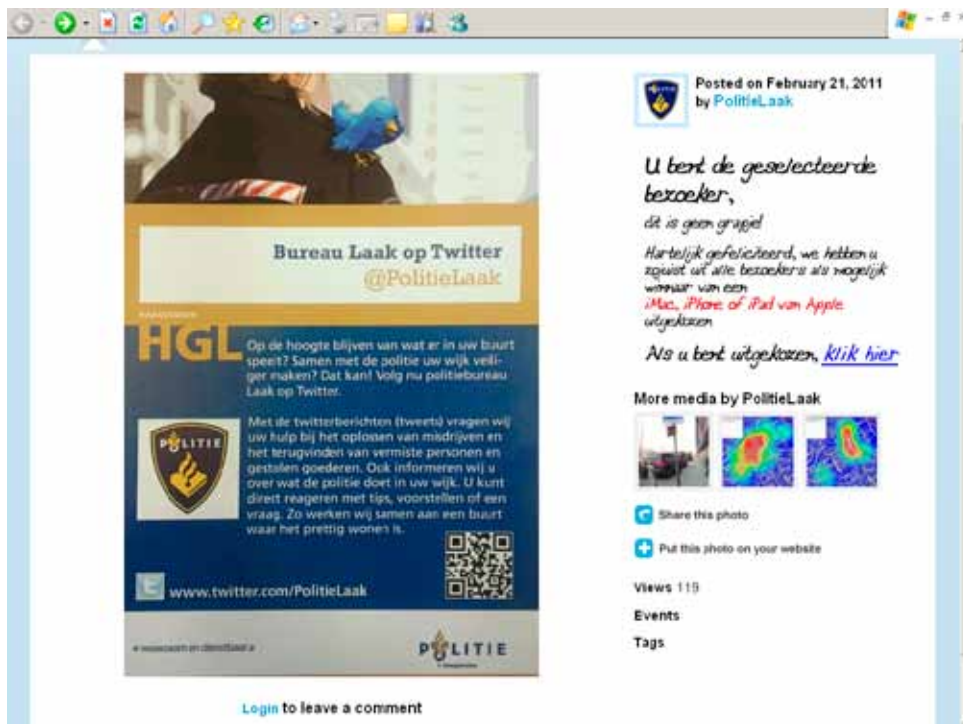 Bureau Laak op Twitter
@PolitieLaak
HGL
Op de hoogte blijven van wat er in uw buurt
speelt? Samen met de politie uw wijk veili-
ger maken? Dat kan! Volg nu politiebureau
Laak op Twitter.
Met de twitterberichten (tweets) vragen wij
uw hulp bij het oplossen van misdrijven en
het terugvinden van vermiste personen en
gestolen goederen. Ook informeren wij u
over wat de politie doet in uw wijk. U kunt
direct reageren met tips, voorstellen of een
vraag. Zo werken wij samen aan een buurt
waar het prettig wonen is.
POLITIE
www.twitter.com/PolitieLaak
« waakzaam en dienstbaar »
POLITIE
Login to leave a comment
Posted on February 21, 2011
by PolitieLaak
U bent de geselecteerde
bezoeker,
dit is geen grapje!
Hartelijk gefeliciteerd, we hebben u
zojuist uit alle bezoekers als mogelijk
winnaar van een
iMac, iPhone of iPad van Apple
uitgekozen
Als u bent uitgekozen, klik hier
More media by PolitieLaak
Share this photo
Put this photo on your website
Views 119
Events
Tags